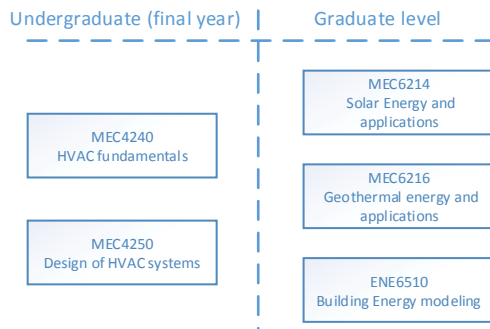 Undergraduate (final year)
Graduate level
MEC4240
HVAC fundamentals
MEC4250
Design of HVAC systems
MEC6214
Solar Energy and
applications
MEC6216
Geothermal energy and
applications
ENE6510
Building Energy modeling